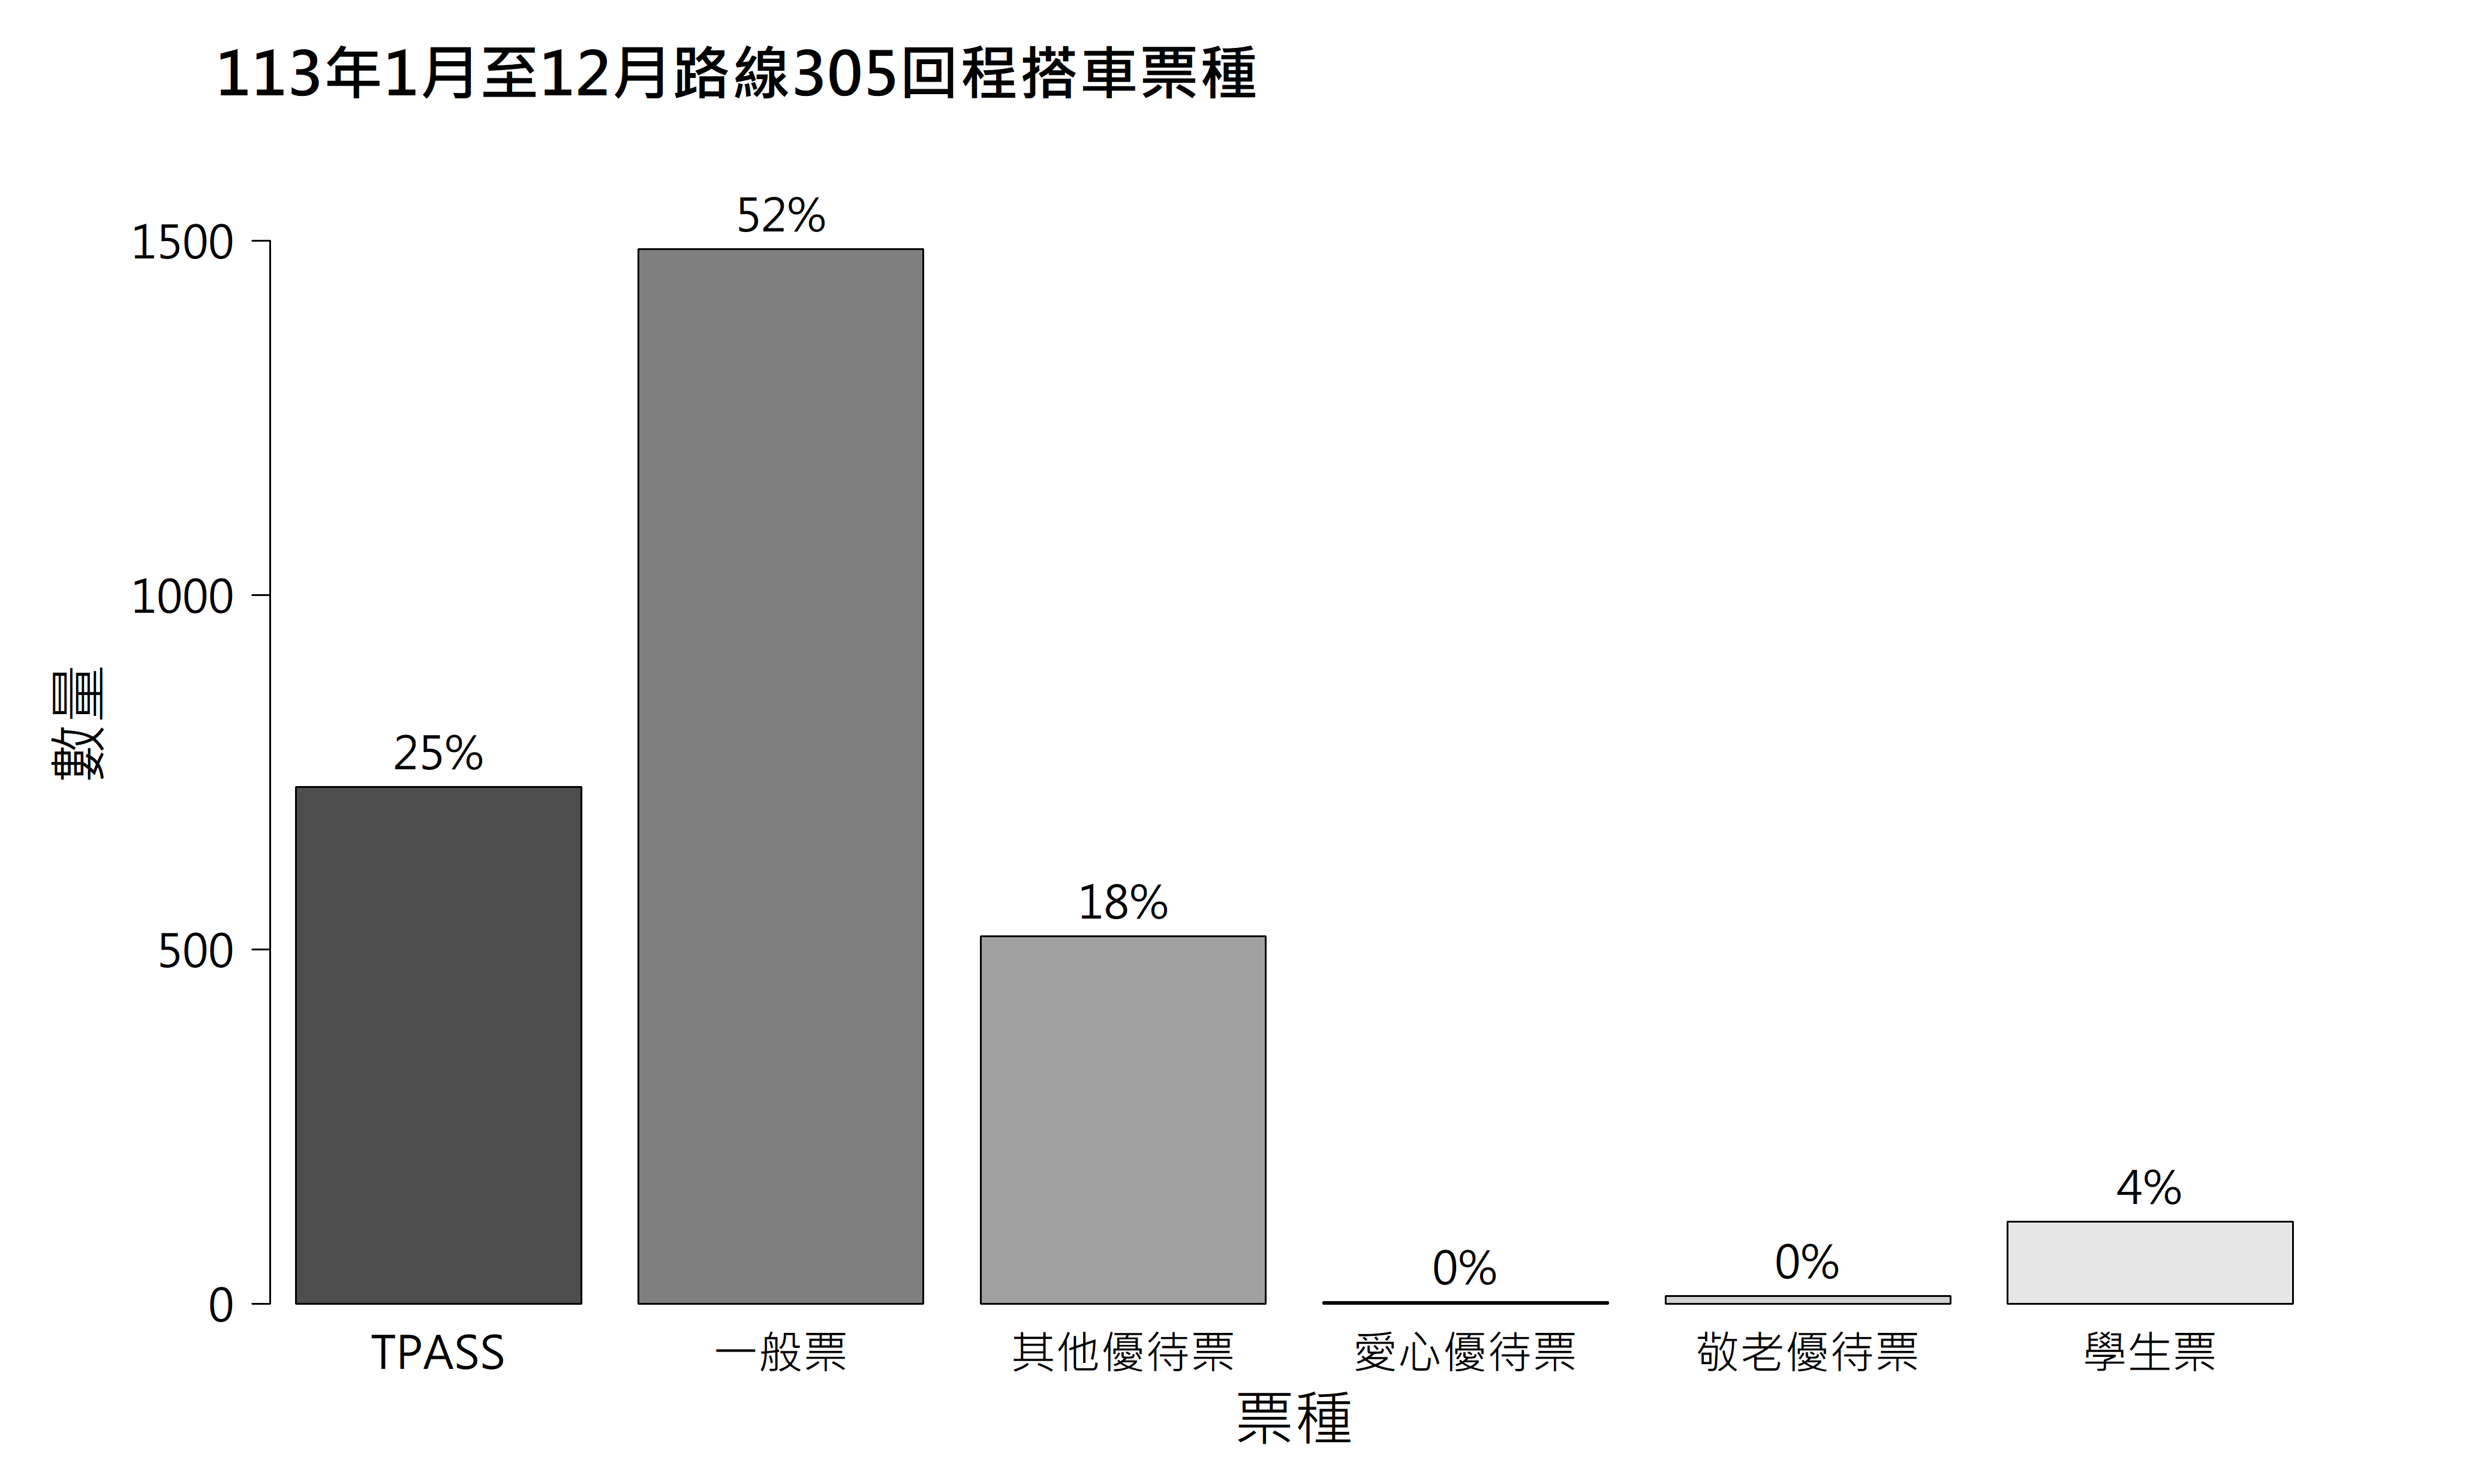 113年1月至12月路線305回程搭車票種
數量
1500
1000
500
0
25%
52%
18%
0%
0%
4%
TPASS
一般票
其他優待票
愛心優待票
敬老優待票
學生票
票種